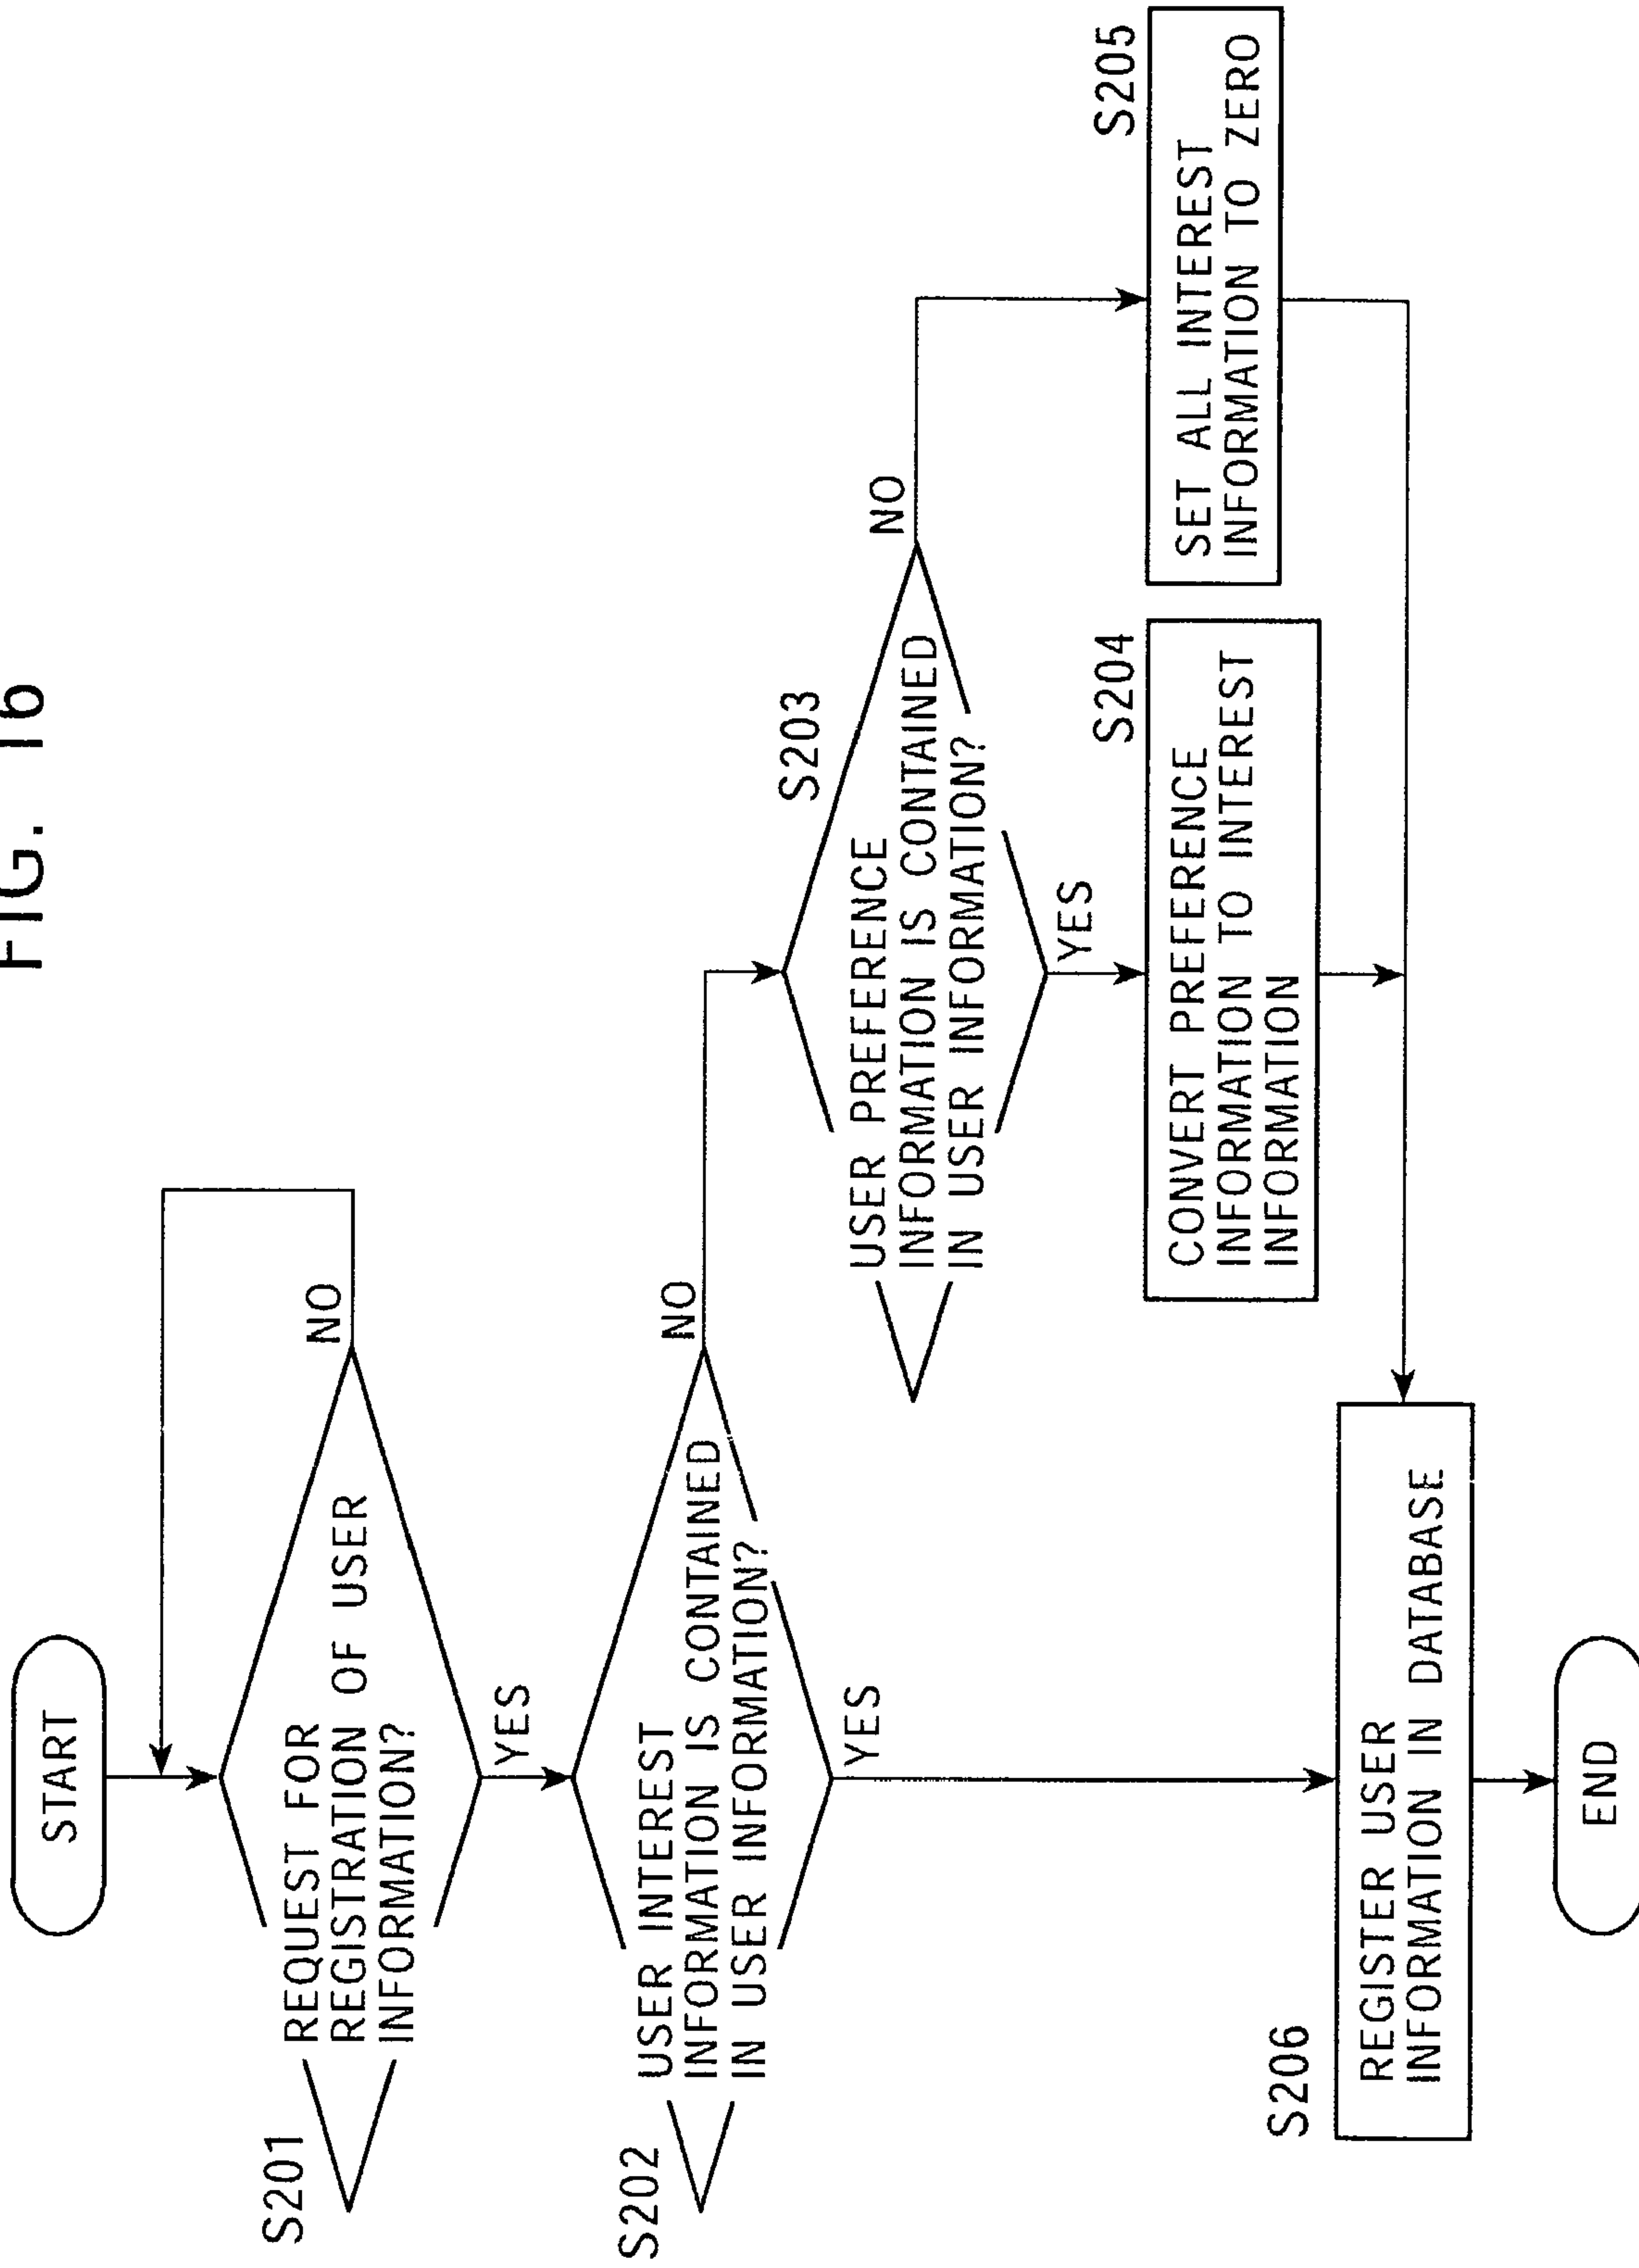 FIG. 16
START
S201
REQUEST FOR
REGISTRATION OF USER
INFORMATION?
NO
YES
S202
USER INTEREST
INFORMATION IS CONTAINED
IN USER INFORMATION?
NO
YES
S203
USER PREFERENCE
INFORMATION IS CONTAINED
IN USER INFORMATION?
NO
YES
S204
CONVERT PREFERENCE
INFORMATION TO INTEREST
INFORMATION
S205
SET ALL INTEREST
INFORMATION TO ZERO
S206
REGISTER USER
INFORMATION IN DATABASE
END